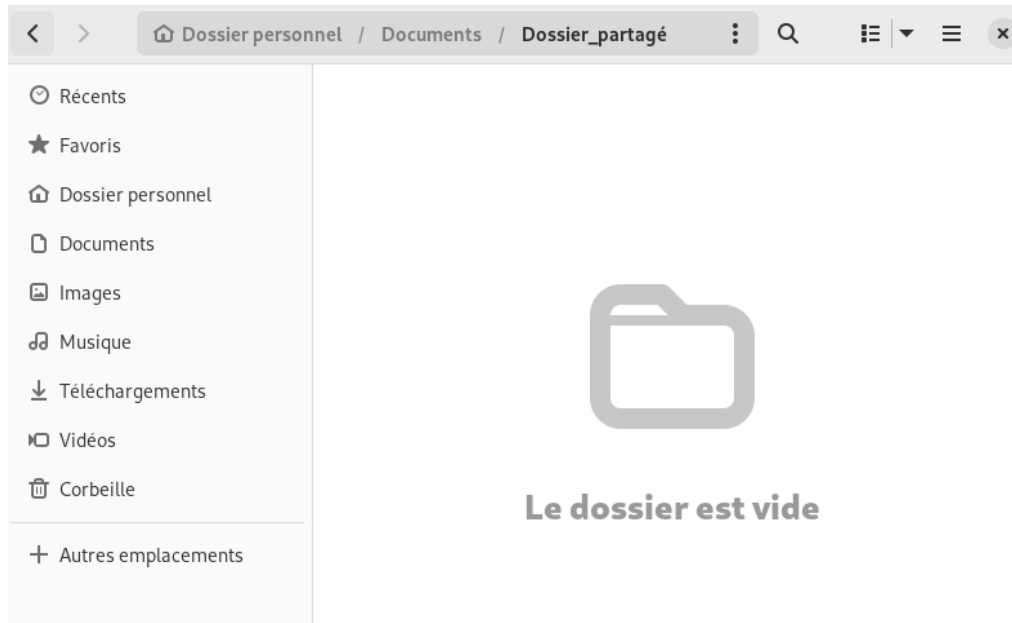 Dossier personnel / Documents / Dossier_partagé
Récents
Favoris
Dossier personnel
Documents
Images
Musique
Téléchargements
Vidéos
Corbeille
Autres emplacements
Le dossier est vide